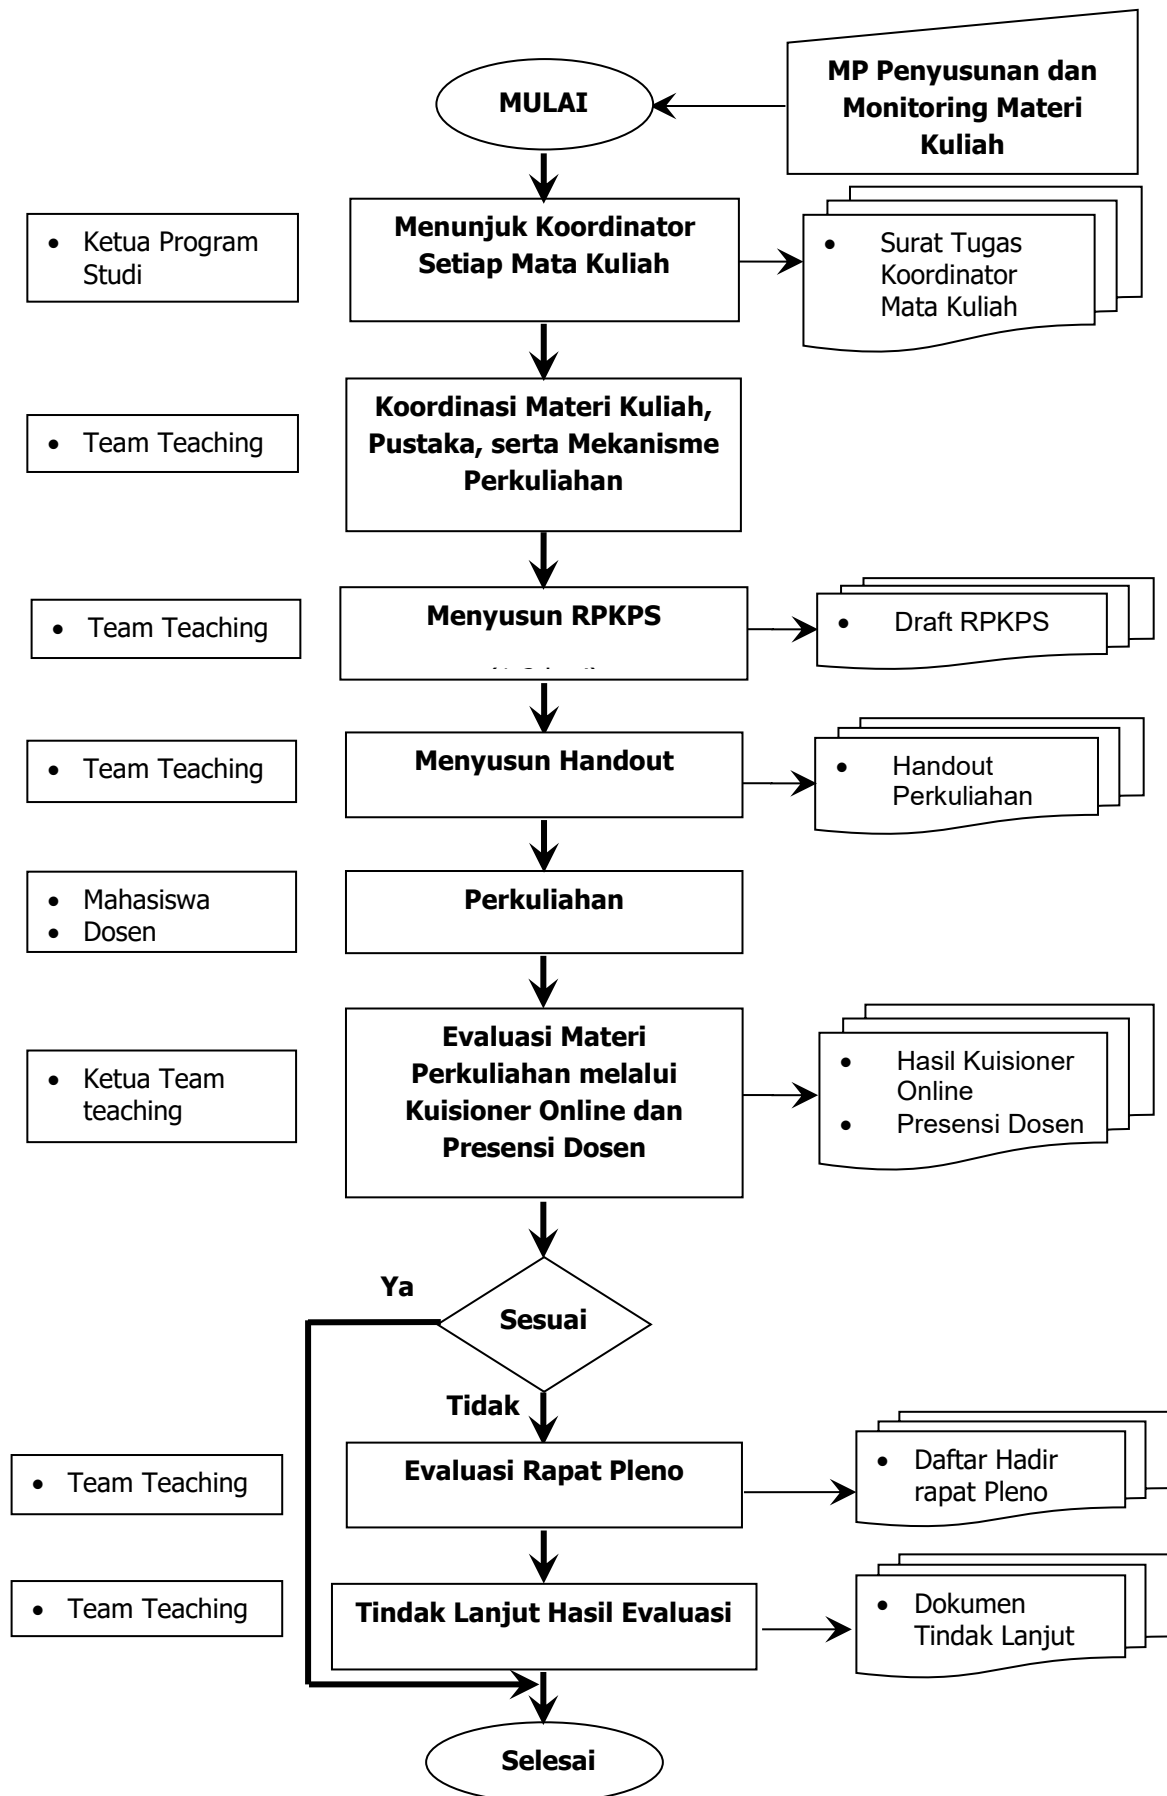 MP Penyusunan dan
Monitoring Materi
Kuliah
MULAI
• Ketua Program
Studi
Menunjuk Koordinator
Setiap Mata Kuliah
• Surat Tugas
Koordinator
Mata Kuliah
• Team Teaching
Koordinasi Materi Kuliah,
Pustaka, serta Mekanisme
Perkuliahan
• Team Teaching
Menyusun RPKPS
• Draft RPKPS
• Team Teaching
Menyusun Handout
• Handout
Perkuliahan
• Mahasiswa
• Dosen
Perkuliahan
• Ketua Team
teaching
Evaluasi Materi
Perkuliahan melalui
Kuisioner Online dan
Presensi Dosen
• Hasil Kuisioner
Online
• Presensi Dosen
Ya
Sesuai
Tidak
• Team Teaching
Evaluasi Rapat Pleno
• Daftar Hadir
rapat Pleno
• Team Teaching
Tindak Lanjut Hasil Evaluasi
• Dokumen
Tindak Lanjut
Selesai